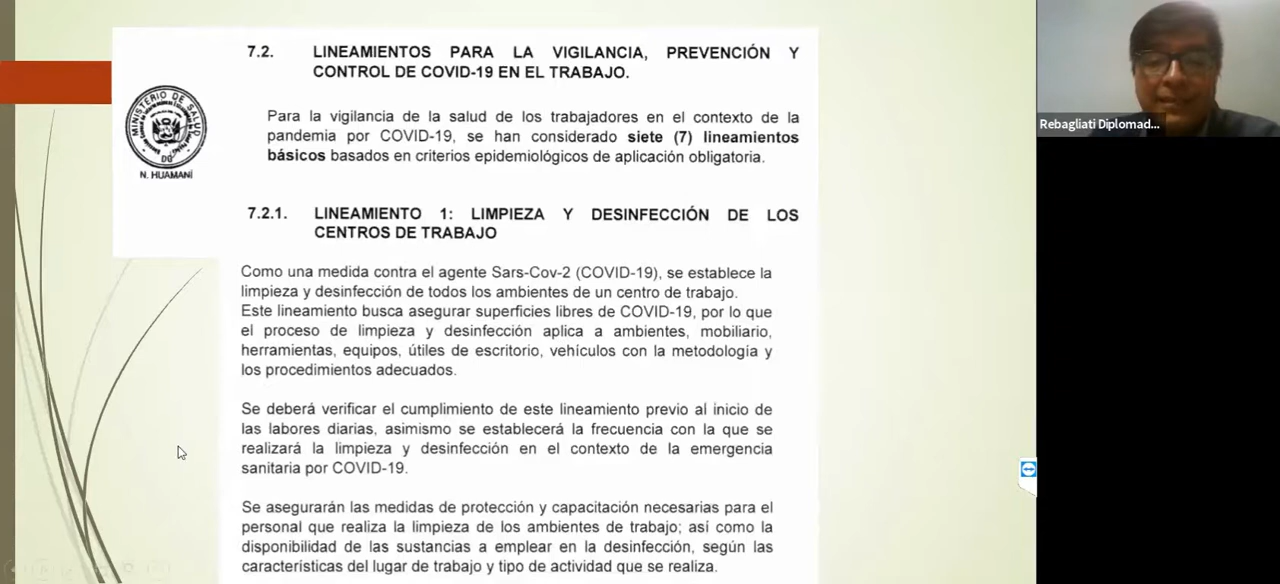 7.2. LINEAMIENTOS PARA LA VIGILANCIA, PREVENCIÓN Y
CONTROL DE COVID-19 EN EL TRABAJO.
Para la vigilancia de la salud de los trabajadores en el contexto de la
pandemia por COVID-19, se han considerado siete (7) lineamientos
básicos basados en criterios epidemiológicos de aplicación obligatoria.
MINISTERIO DE SALUD
N. HUAMANÍ
7.2.1. LINEAMIENTO 1: LIMPIEZA Y DESINFECCIÓN DE LOS
CENTROS DE TRABAJO
Como una medida contra el agente Sars-Cov-2 (COVID-19), se establece la
limpieza y desinfección de todos los ambientes de un centro de trabajo.
Este lineamiento busca asegurar superficies libres de COVID-19, por lo que
el proceso de limpieza y desinfección aplica a ambientes, mobiliario,
herramientas, equipos, útiles de escritorio, vehículos con la metodología y
los procedimientos adecuados.
Se deberá verificar el cumplimiento de este lineamiento previo al inicio de
las labores diarias, asimismo se establecerá la frecuencia con la que se
realizará la limpieza y desinfección en el contexto de la emergencia
sanitaria por COVID-19.
Se asegurarán las medidas de protección y capacitación necesarias para el
personal que realiza la limpieza de los ambientes de trabajo; así como la
disponibilidad de las sustancias a emplear en la desinfección, según las
características del lugar de trabajo y tipo de actividad que se realiza.
Rebagliati Diplomad...